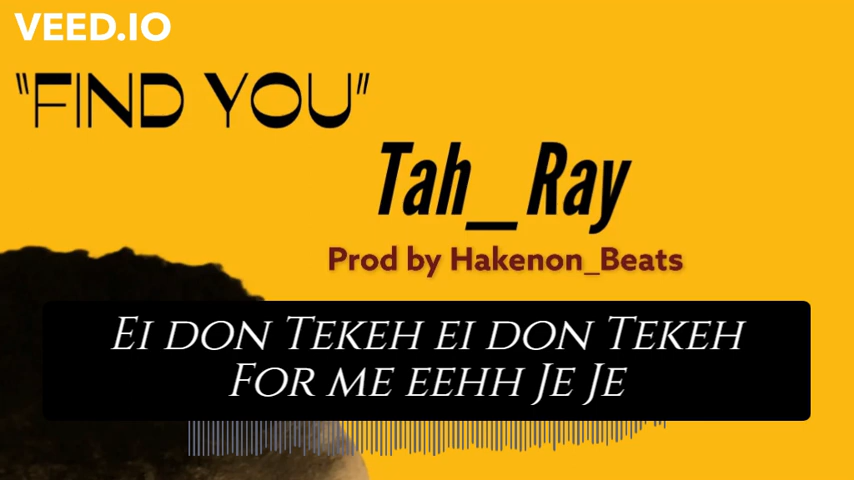 VEED.IO
"FIND YOU"
Tah_Ray
Prod by Hakenon_Beats
EI DON TEKEH EI DON TEKEH
FOR ME EEHH JE JE